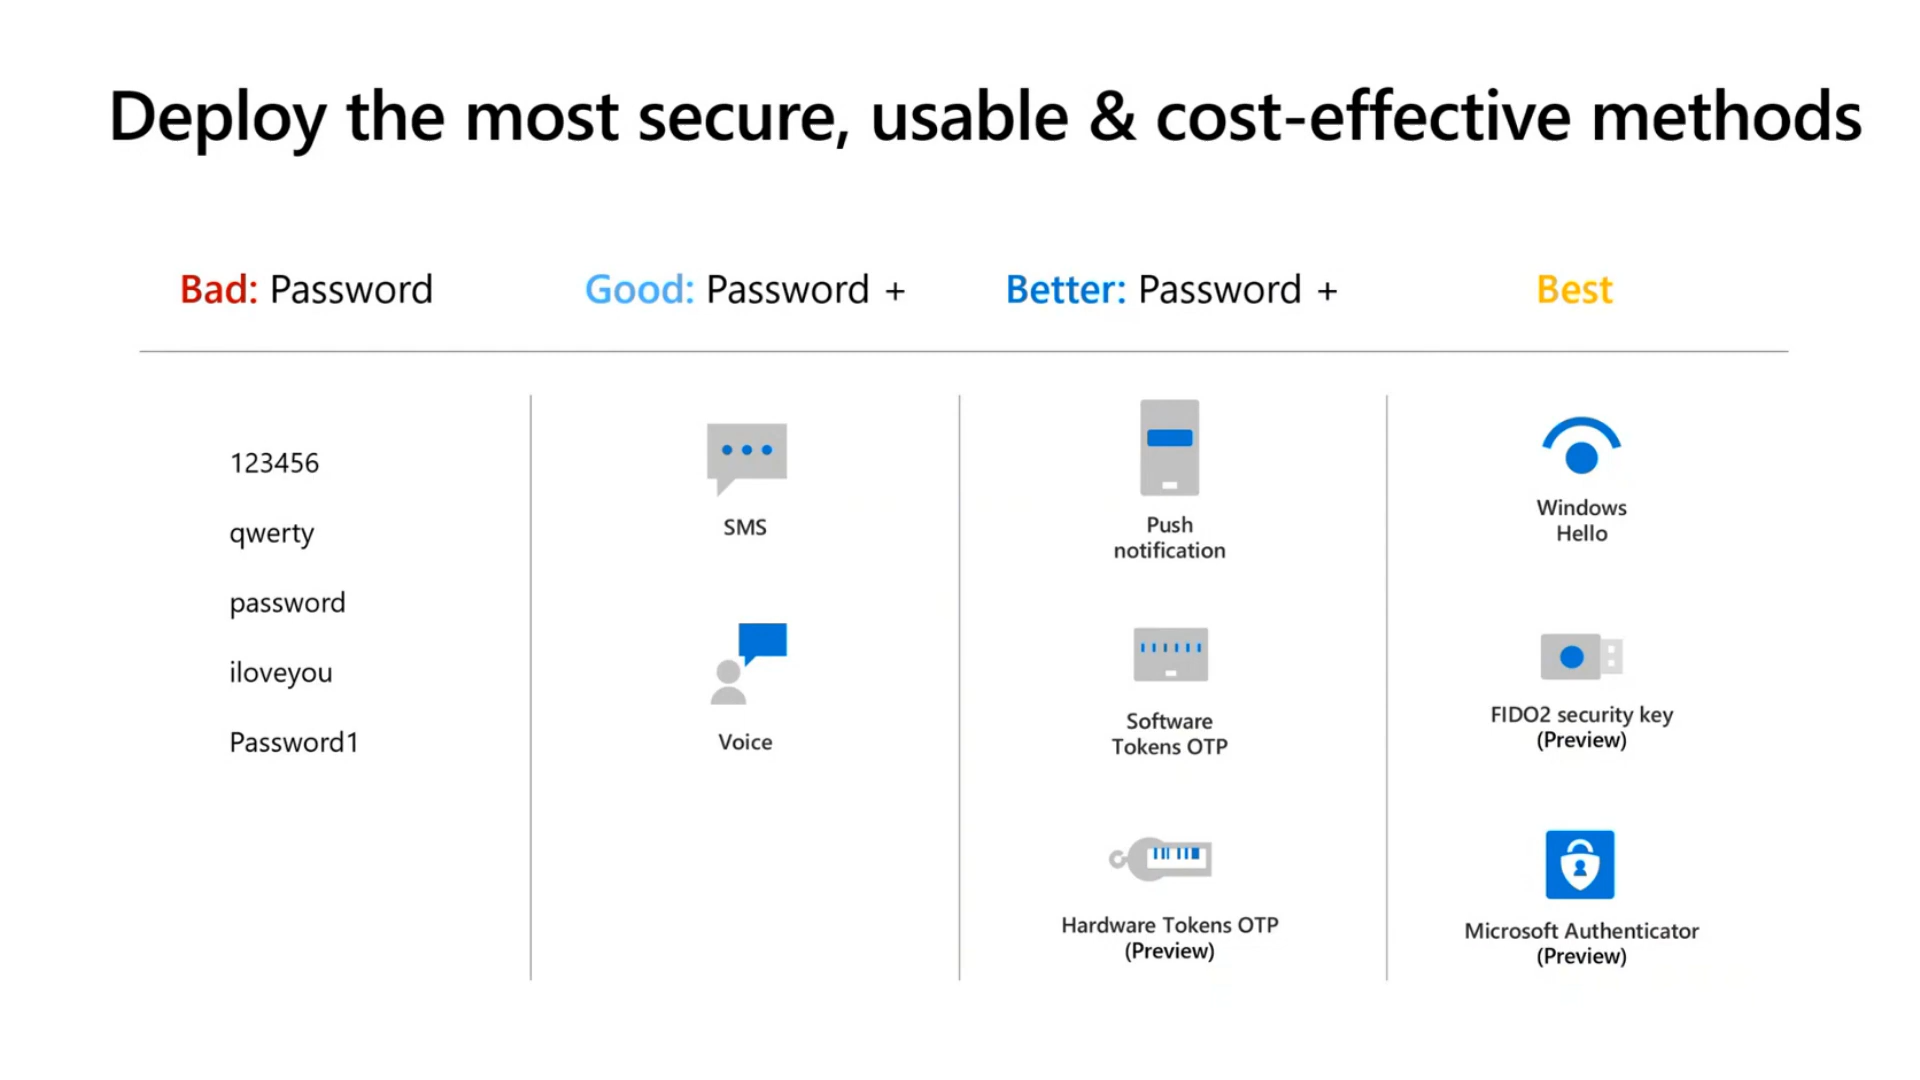 Deploy the most secure, usable & cost-effective methods
Bad: Password
Good: Password +
Better: Password +
Best
123456
qwerty
password
iloveyou
Password1
SMS
Voice
Push
notification
Software
Tokens OTP
Hardware Tokens OTP
(Preview)
Windows
Hello
FIDO2 security key
(Preview)
Microsoft Authenticator
(Preview)